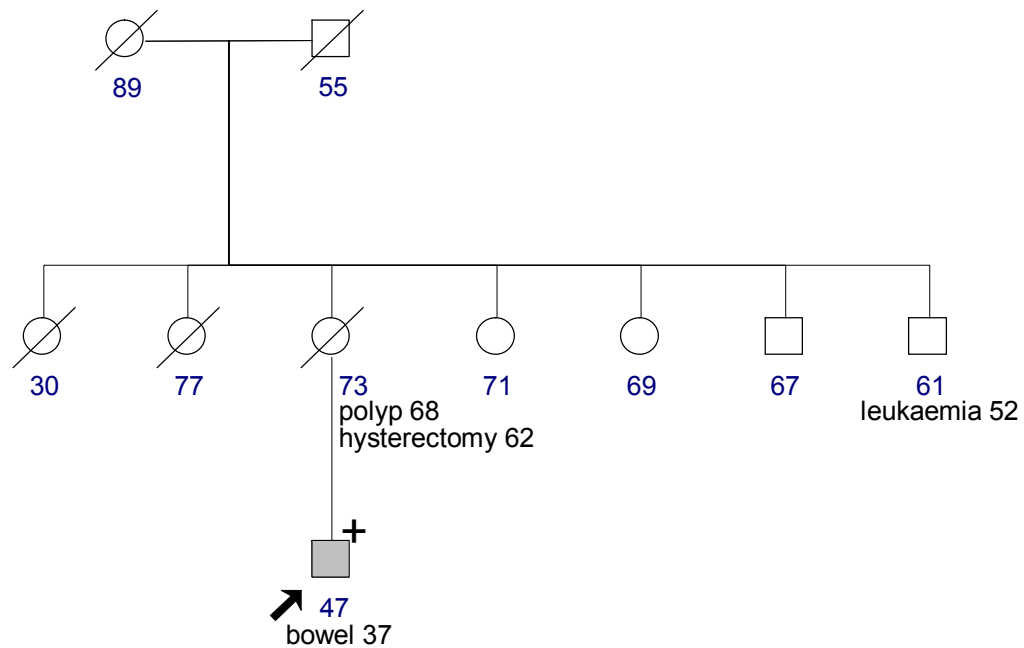 89 55
30 77 73 71 69 67 61
polyp 68 leukaemia 52
hysterectomy 62
+
47
bowel 37